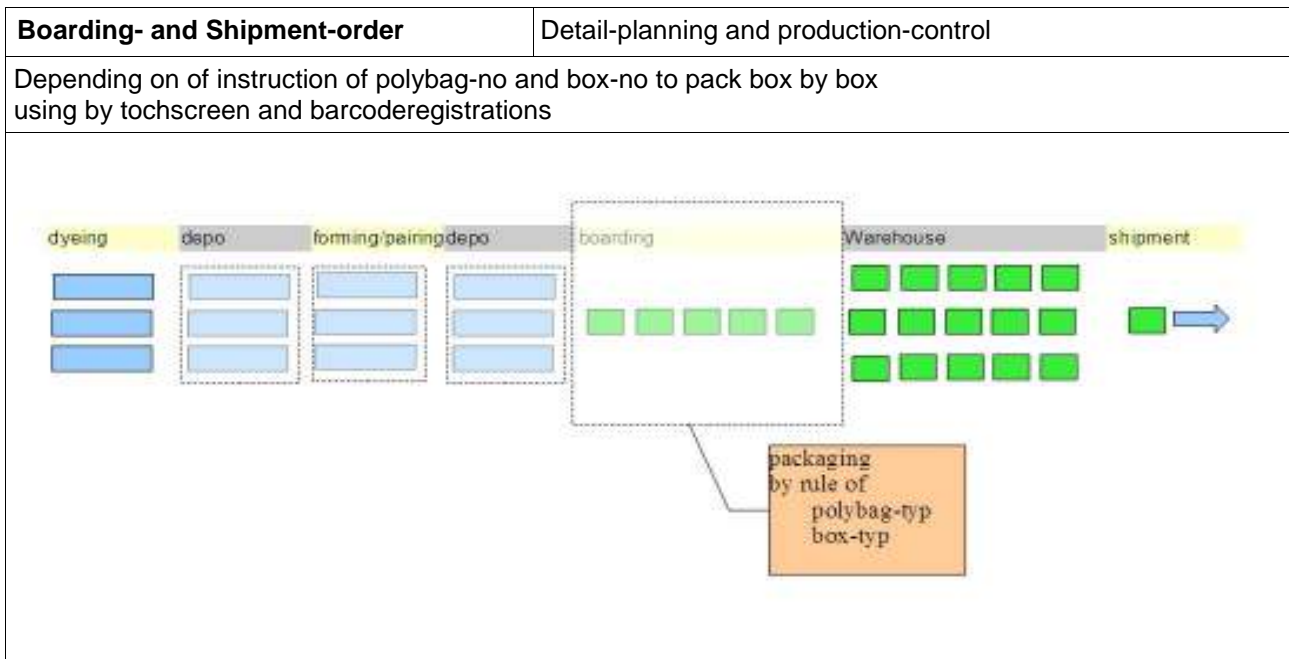 Boarding- and Shipment-order
Detail-planning and production-control
Depending on of instruction of polybag-no and box-no to pack box by box
using by tochscreen and barcoderegistrations
dyeing
depo
forming/pairing
depo
boarding
Warehouse
shipment
packaging
by rule of
polybag-typ
box-typ